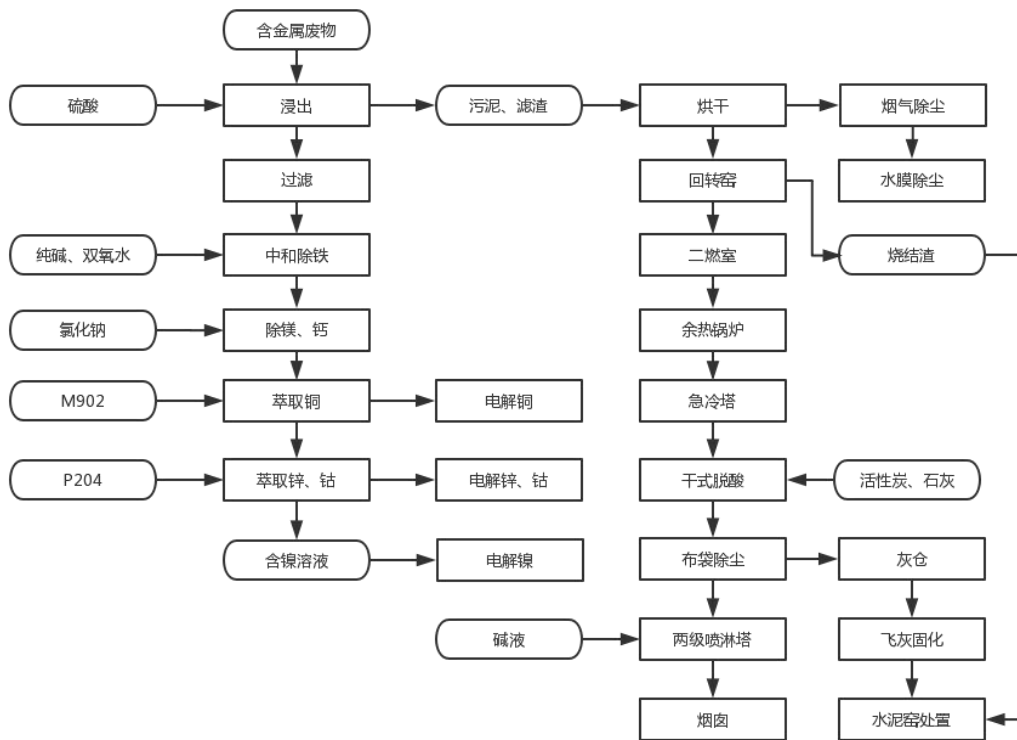 含金属废物
硫酸
浸出
污泥、滤渣
烘干
烟气除尘
过滤
回转窑
水膜除尘
纯碱、双氧水
中和除铁
二燃室
烧结渣
氯化钠
除镁、钙
余热锅炉
M902
萃取铜
电解铜
急冷塔
P204
萃取锌、钴
电解锌、钴
干式脱酸
活性炭、石灰
含镍溶液
电解镍
布袋除尘
灰仓
碱液
两级喷淋塔
飞灰固化
烟囱
水泥窑处置